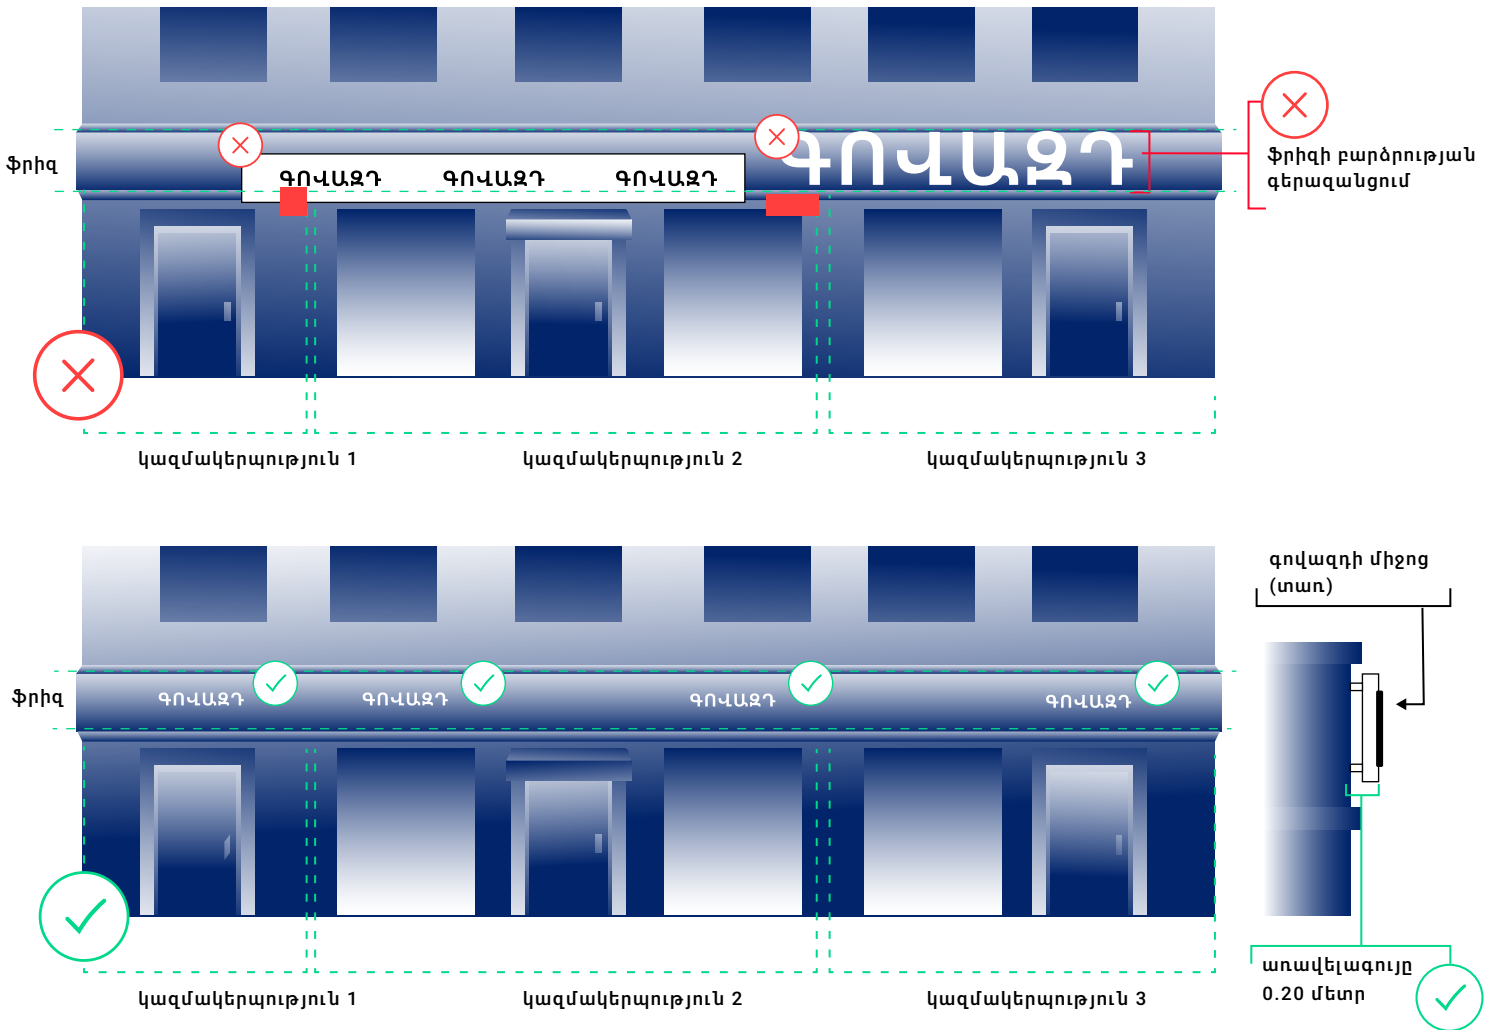 ֆրիզ
ԳՈՎԱԶԴ ԳՈՎԱԶԴ ԳՈՎԱԶԴ
ԳՈՎԱԶԴ
ֆրիզի բարձրության
գերազանցում
կազմակերպություն 1
կազմակերպություն 2
կազմակերպություն 3
գովազդի միջոց
(տառ)
ֆրիզ
ԳՈՎԱԶԴ
ԳՈՎԱԶԴ
ԳՈՎԱԶԴ
ԳՈՎԱԶԴ
առավելագույը
0.20 մետր
կազմակերպություն 1
կազմակերպություն 2
կազմակերպություն 3